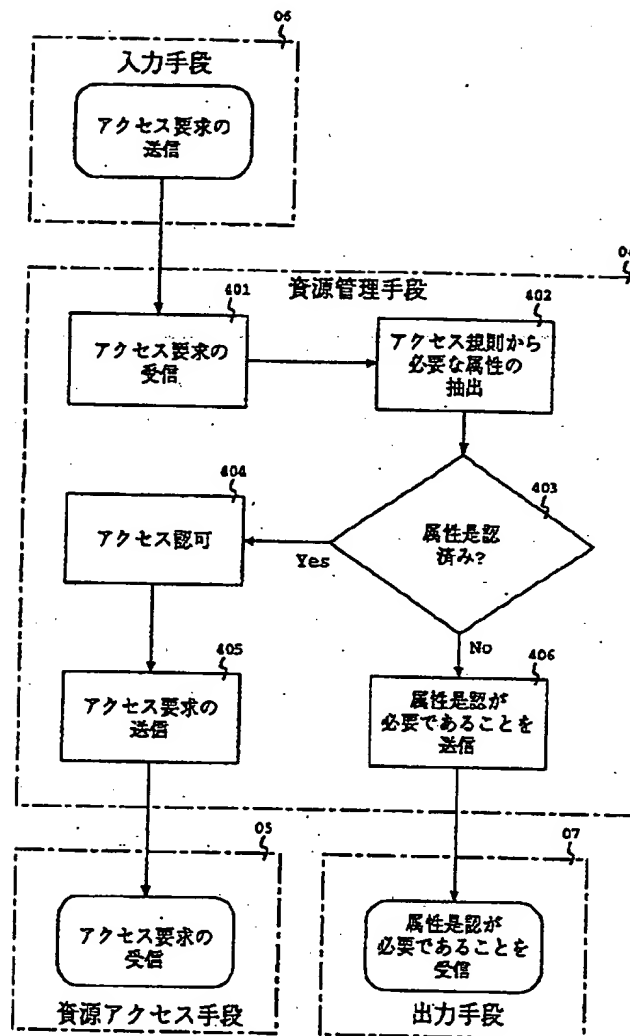 06
入力手段
アクセス要求の
送信
04
資源管理手段
401
アクセス要求の
受信
402
アクセス規則から
必要な属性の
抽出
403
属性是認
済み?
404
アクセス認可
Yes
No
405
アクセス要求の
送信
406
属性是認が
必要であることを
送信
05
アクセス要求の
受信
資源アクセス手段
07
属性是認が
必要であることを
受信
出力手段